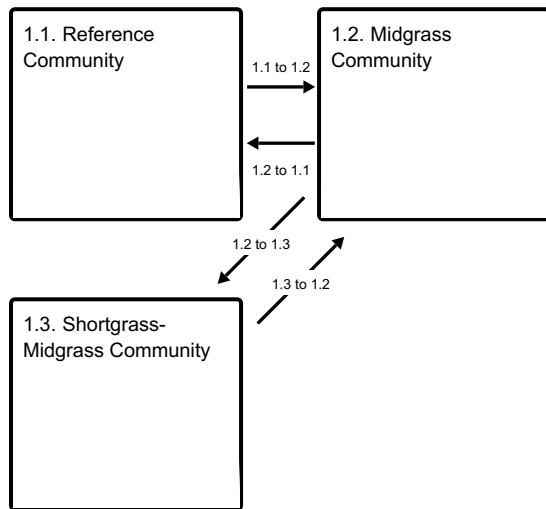 1.1. Reference
Community
1.2. Midgrass
Community
1.1 to 1.2
1.2 to 1.1
1.2 to 1.3
1.3 to 1.2
1.3. Shortgrass-
Midgrass Community